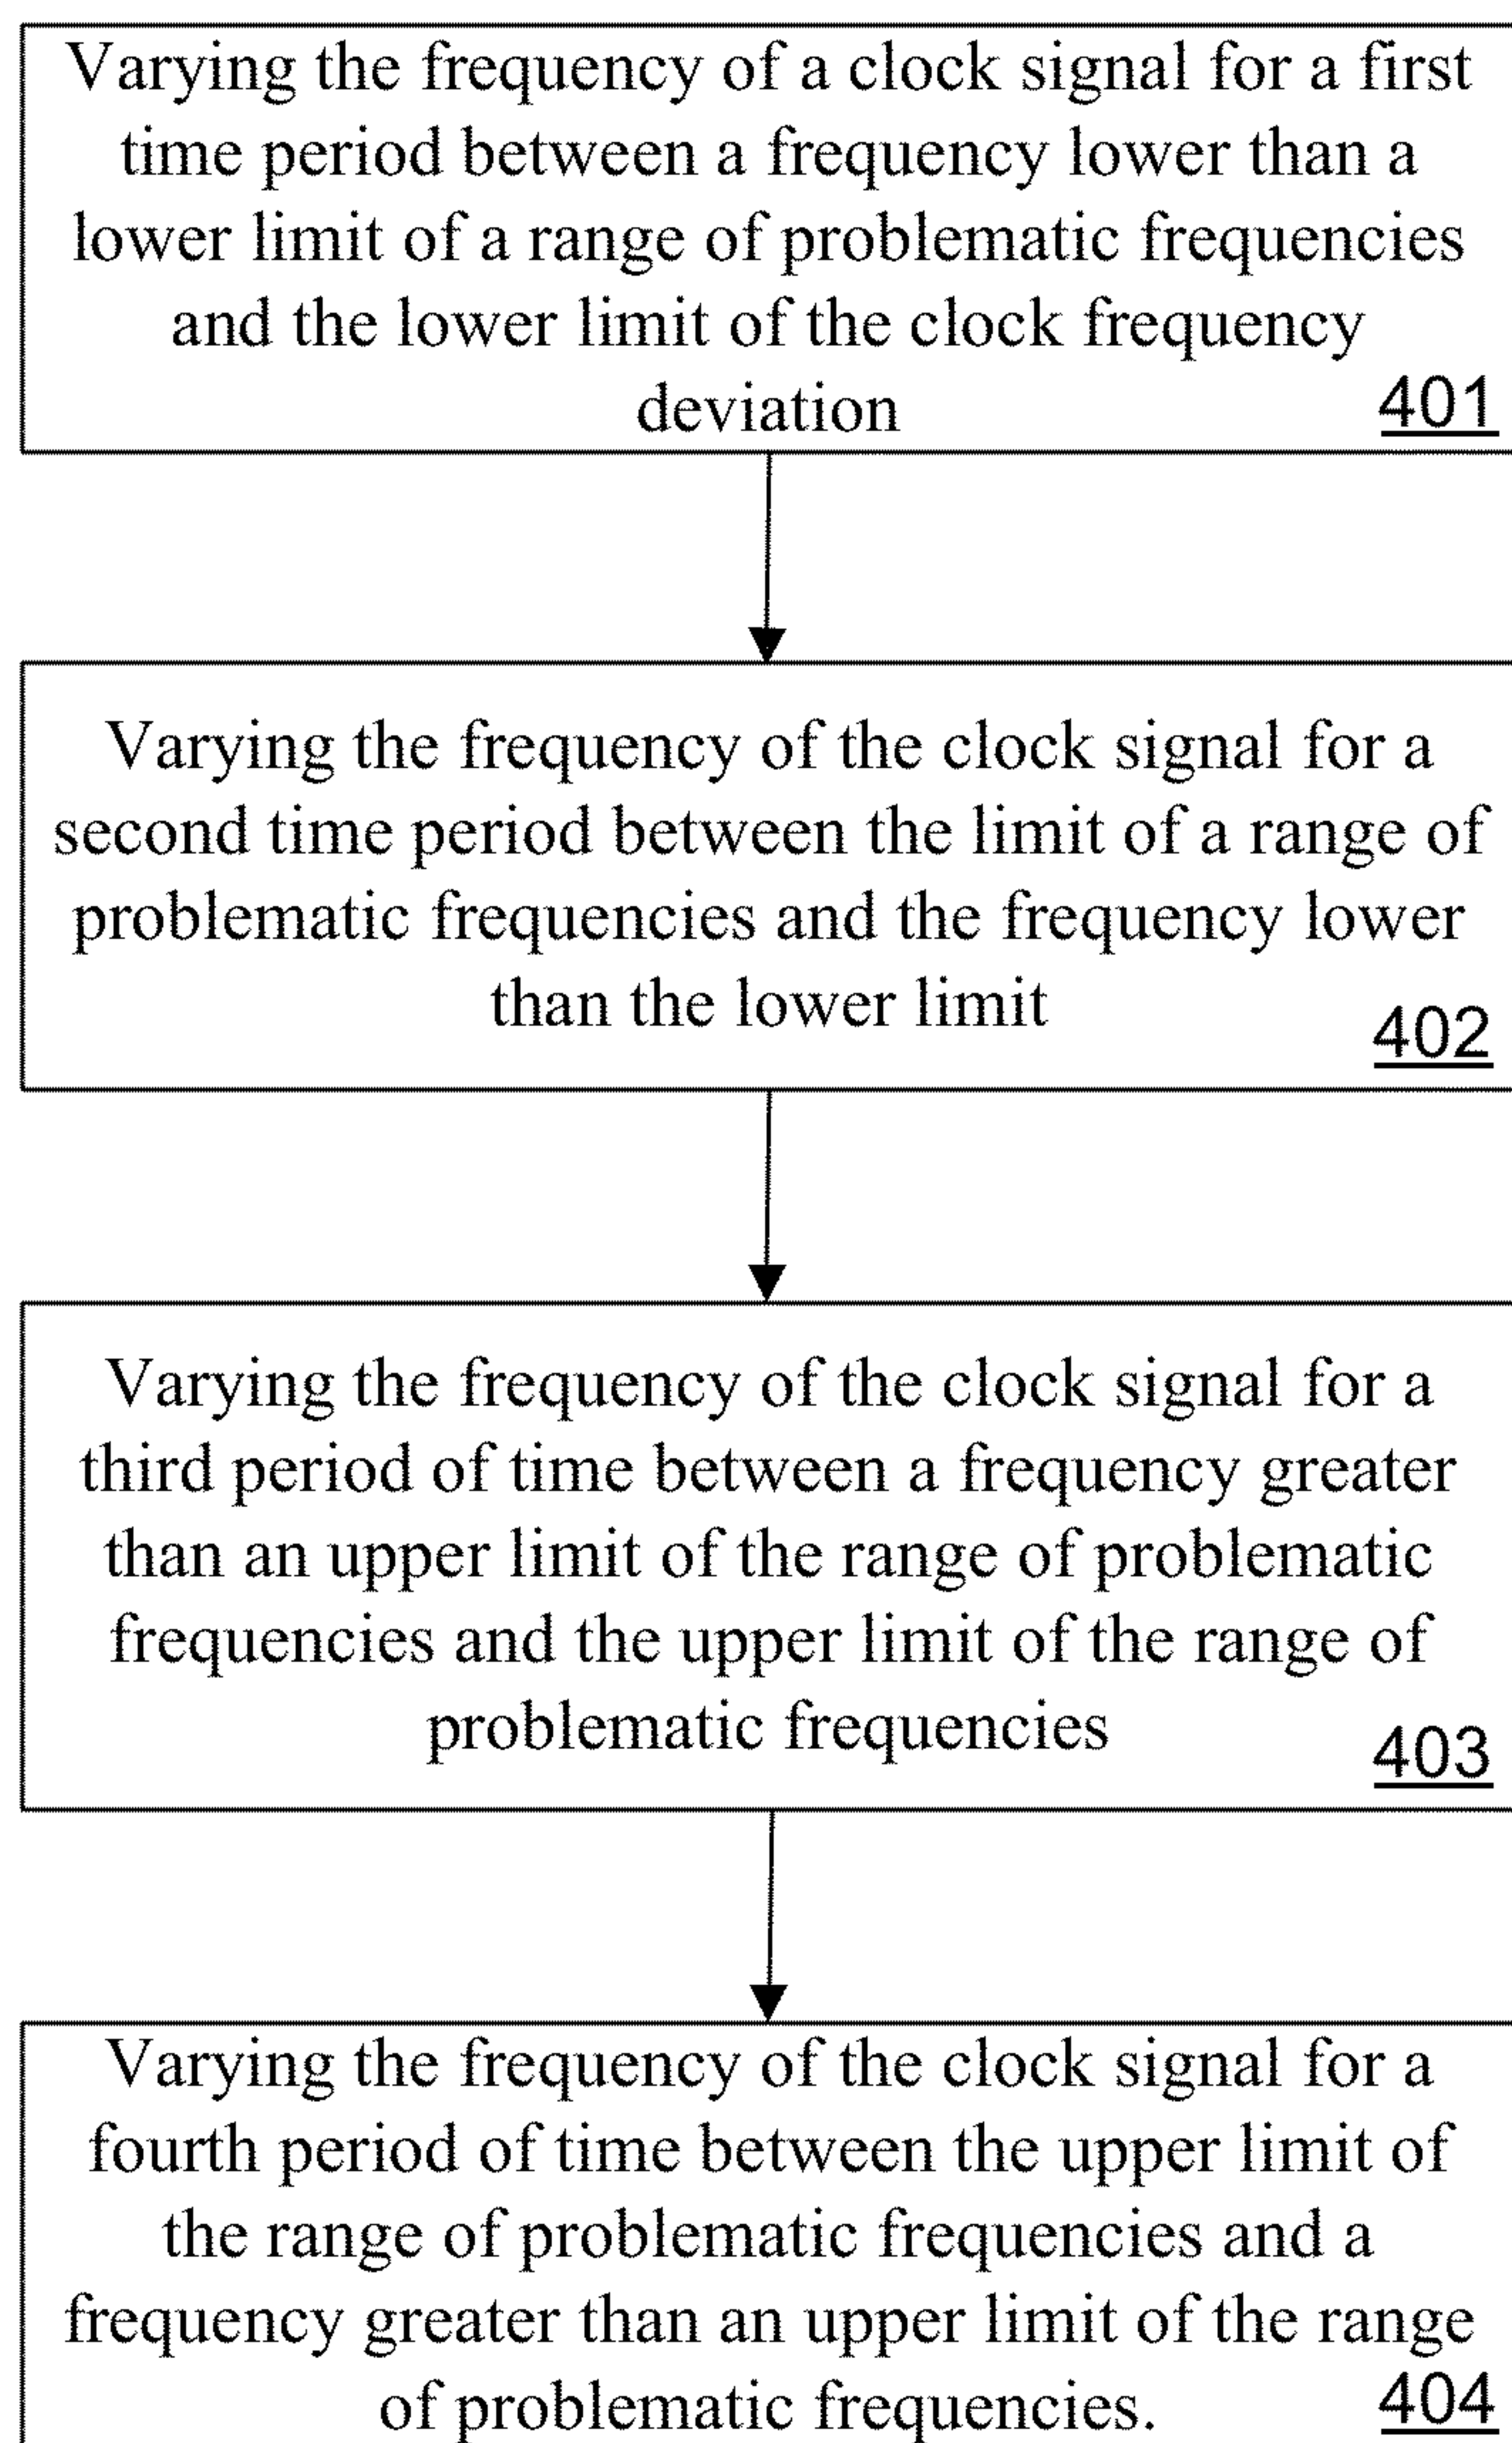 Varying the frequency of a clock signal for a first
time period between a frequency lower than a
lower limit of a range of problematic frequencies
and the lower limit of the clock frequency
deviation
401
Varying the frequency of the clock signal for a
second time period between the limit of a range of
problematic frequencies and the frequency lower
than the lower limit
402
Varying the frequency of the clock signal for a
third period of time between a frequency greater
than an upper limit of the range of problematic
frequencies and the upper limit of the range of
problematic frequencies
403
Varying the frequency of the clock signal for a
fourth period of time between the upper limit of
the range of problematic frequencies and a
frequency greater than an upper limit of the range
of problematic frequencies.
404